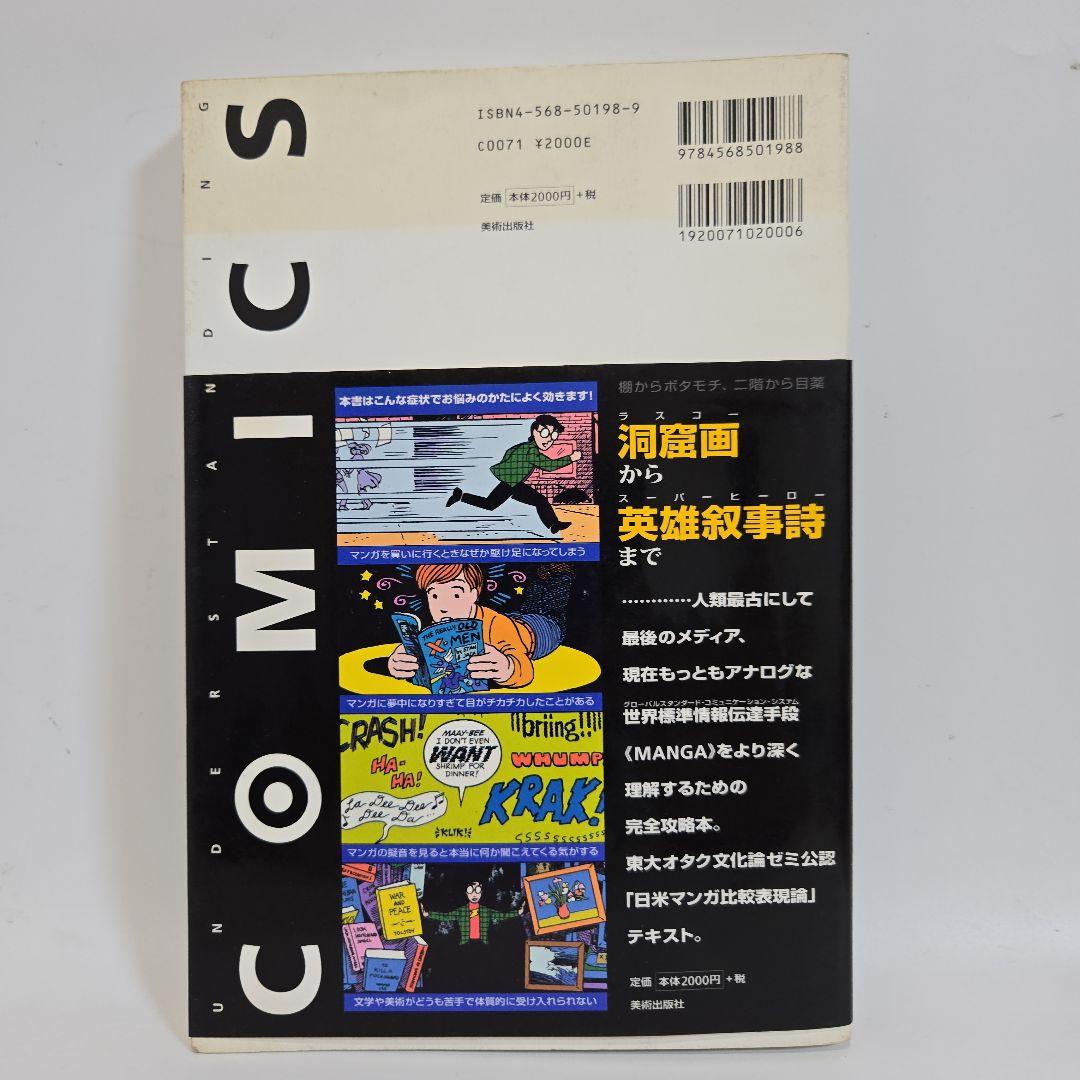 UNDERSTANDING
COMICS
ISBN4-568-50198-9
C0071 ¥2000E
定価 本体2000円 +税
美術出版社
9784568501988
1920071020006
本書はこんな症状でお悩みのかたによく効きます!
マンガを買いに行くときなぜか駆け足になってしまう
THE REALLY OLD
X-MEN
BY STAN
& JACK
マンガに夢中になりすぎて目がチカチカしたことがある
CRASH!
HA-
HA!
MAAY-BEE
I DON'T EVEN
WANT
SHRIMP FOR
DINNER!
briing!!
WHUMP
KRAK!
La Dee Dee
Dee Da...
KLIK!
SSSSSSSSSSSSS
マンガの擬音を見ると本当に何か聞こえてくる気がする
WAR
AND
PEACE
TOLSTOY
TO
KILL A
MOCKINGBIRD
文学や美術がどうも苦手で体質的に受け入れられない
棚からボタモチ、二階から目薬
ラスコー
洞窟画
から
スーパーヒーロー
英雄叙事詩
まで
…………人類最古にして
最後のメディア、
現在もっともアナログな
グローバルスタンダード・コミュニケーション・システム
世界標準情報伝達手段
《MANGA》をより深く
理解するための
完全攻略本。
東大オタク文化論ゼミ公認
「日米マンガ比較表現論」
テキスト。
定価 本体2000円 +税
美術出版社